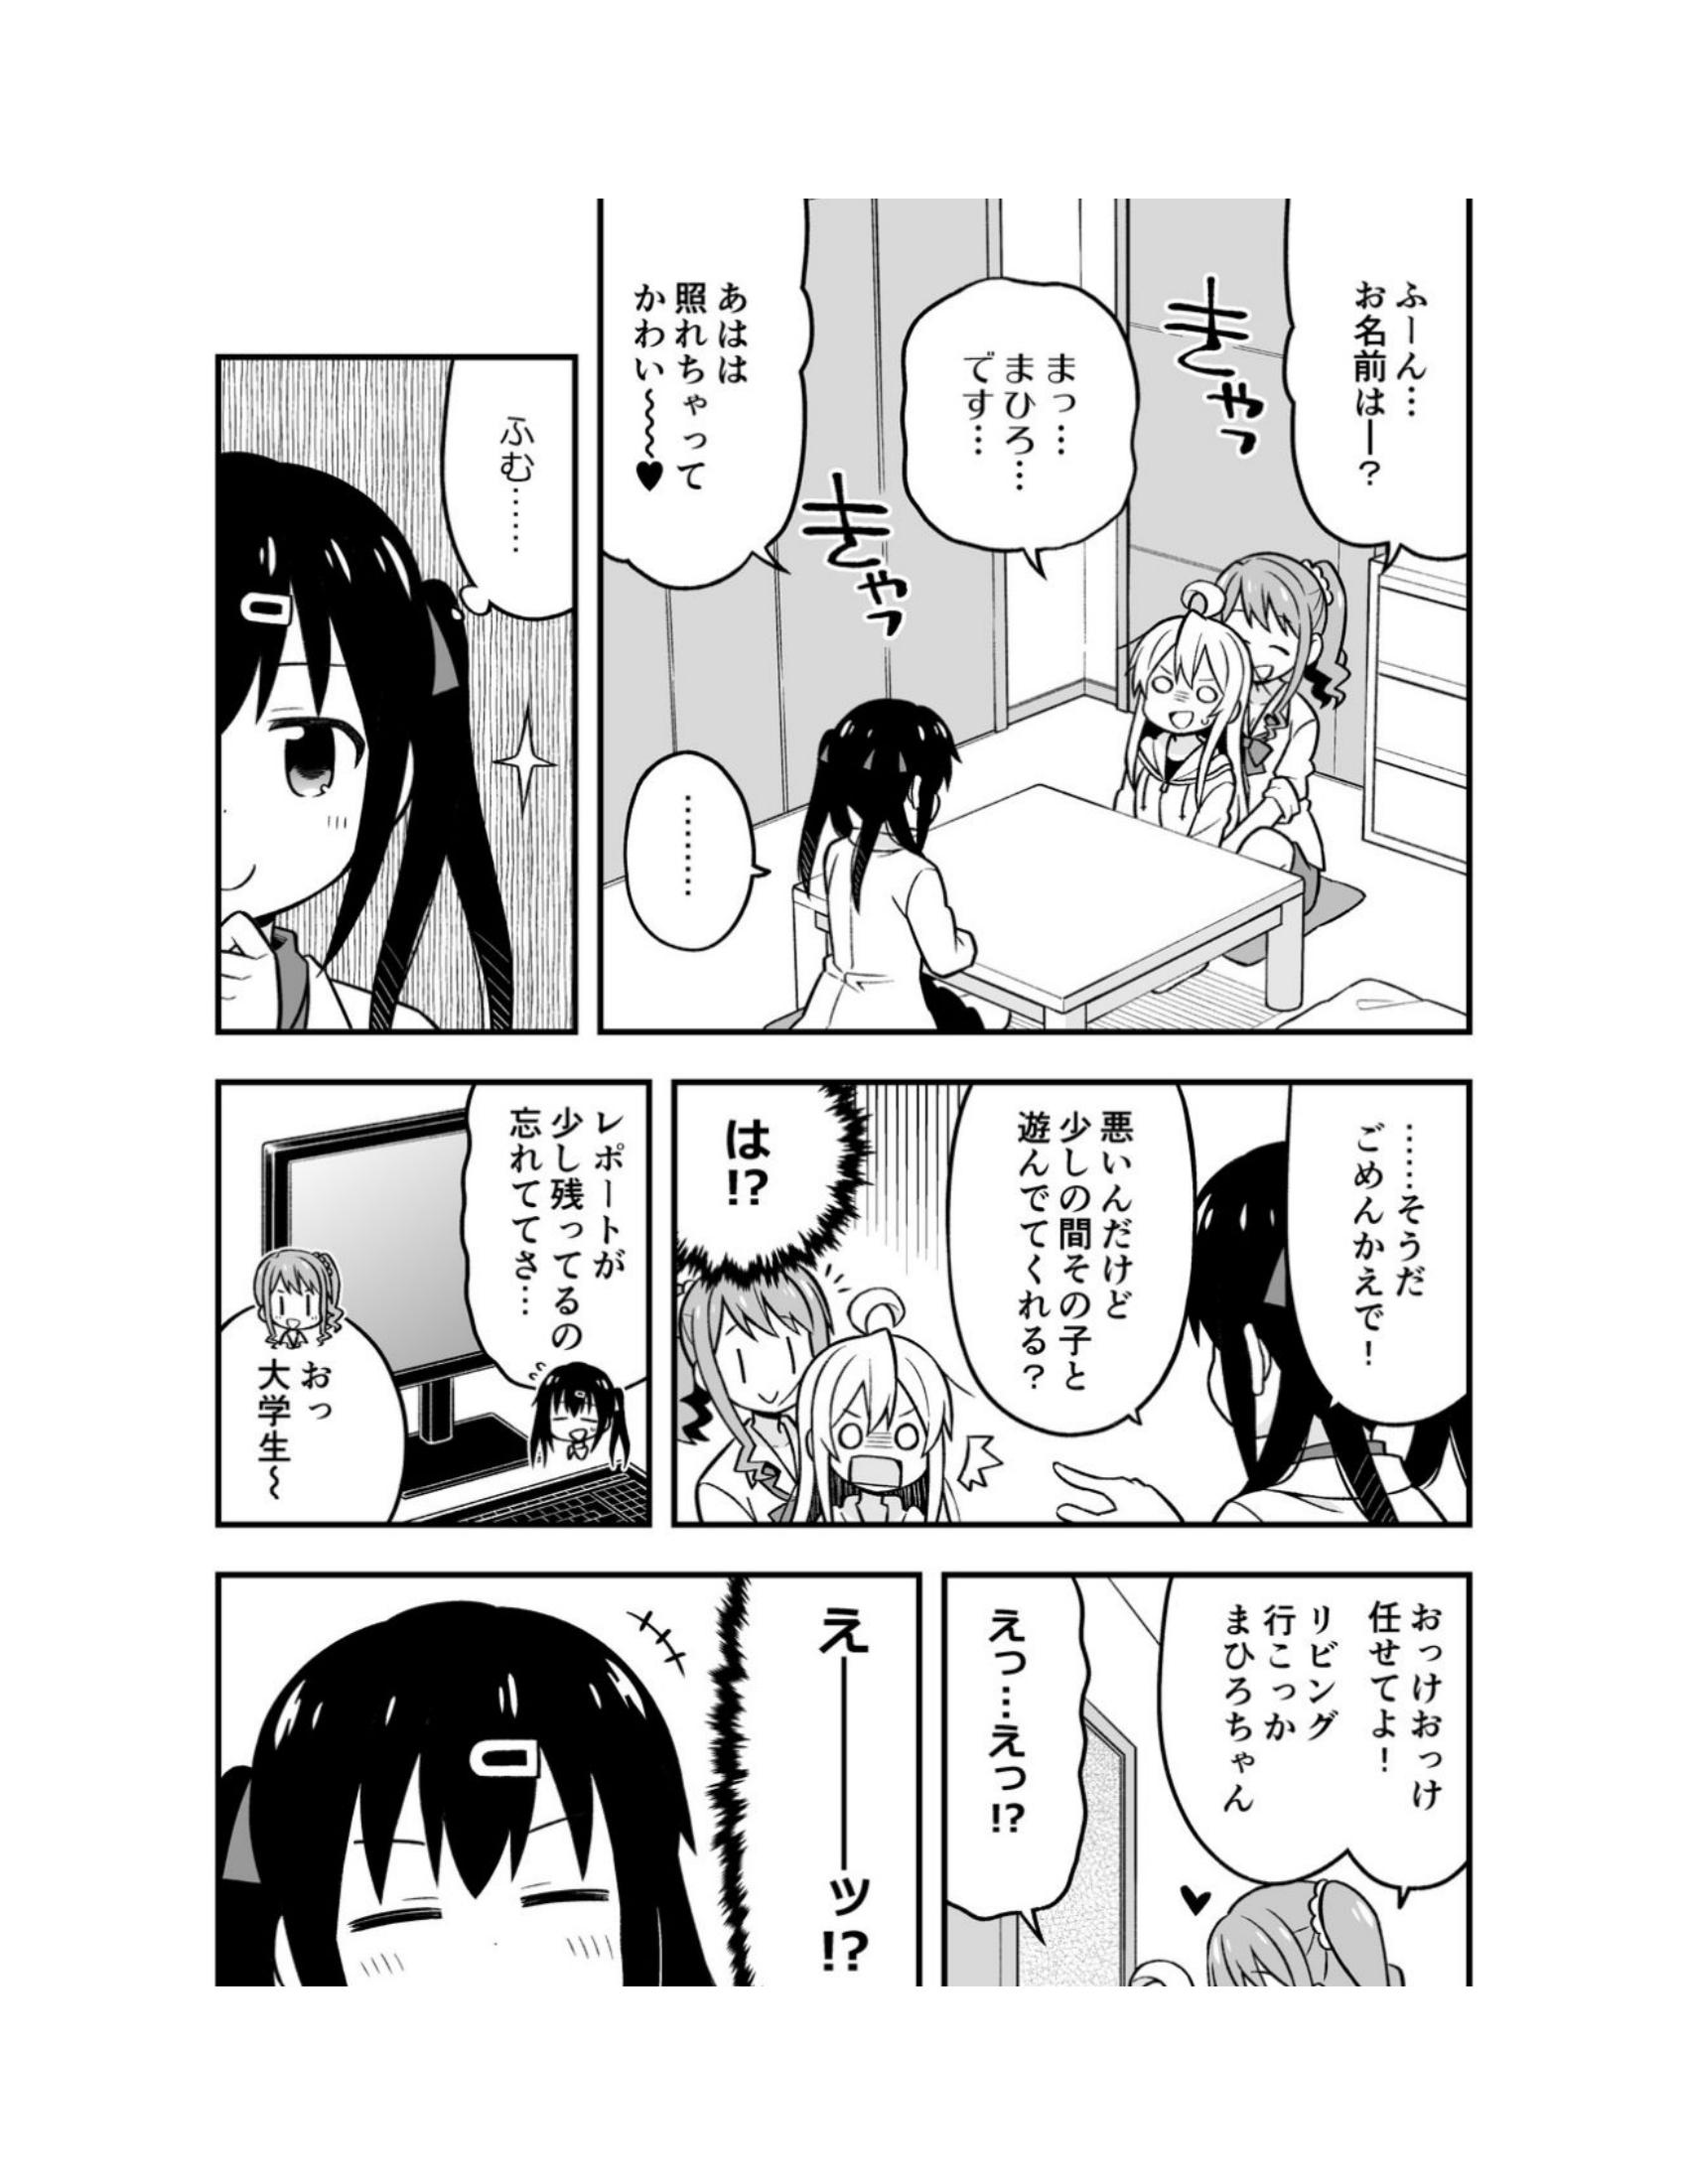 ふーん…
お名前はー?
きゃっ
まっ…
まひろ…
です…
きゃっ
あはは
照れちゃって
かわい〜〜〜♥
………
ふむ……
……そうだ
ごめんかえで!
悪いんだけど
少しの間その子と
遊んでてくれる?
は!?
レポートが
少し残ってるの
忘れててさ…
おっ
大学生〜
おっけおっけ
任せてよ!
リビング
行こっか
まひろちゃん
えっ…えっ!?
えーーーッ!?